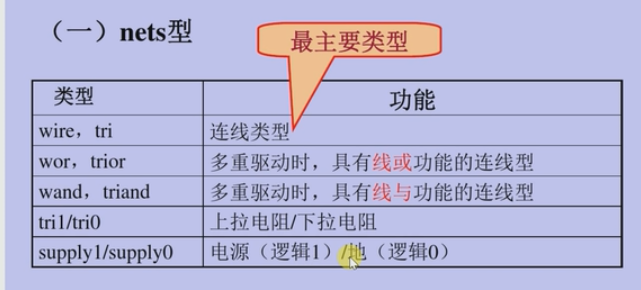 （一）nets型
最主要类型
类型 功能
wire，tri 连线类型
wor，trior 多重驱动时，具有线或功能的连线型
wand，triand 多重驱动时，具有线与功能的连线型
tri1/tri0 上拉电阻/下拉电阻
supply1/supply0 电源（逻辑1）/地（逻辑0）